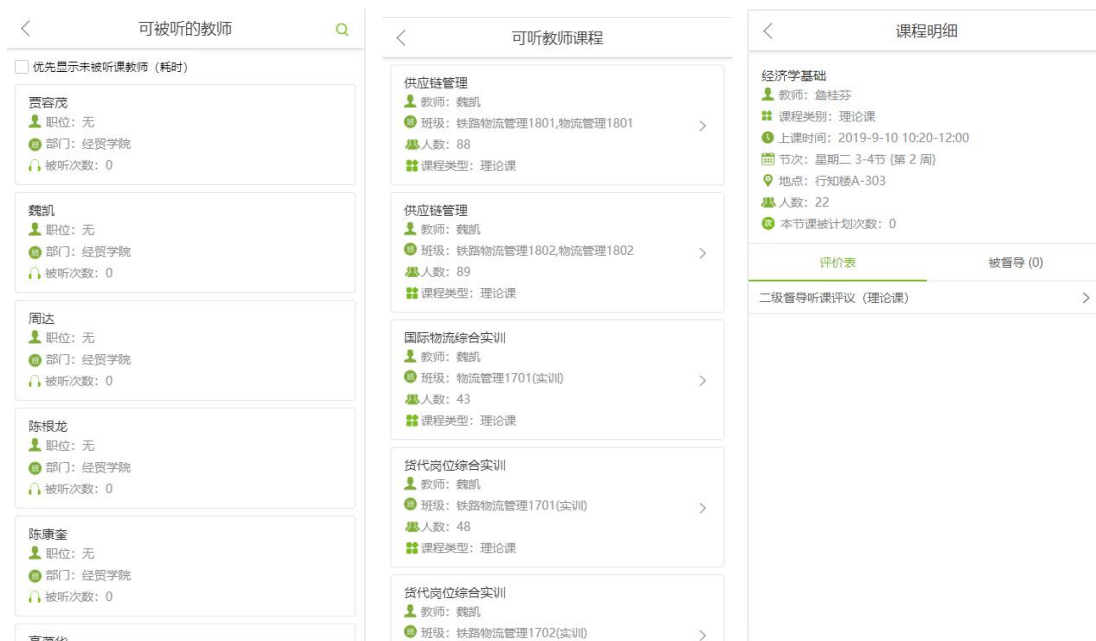 可被听的教师
优先显示未被听课教师（耗时）
贾容茂
职位：无
班 部门：经贸学院
被听次数：0
魏凯
职位：无
班 部门：经贸学院
被听次数：0
周达
职位：无
班 部门：经贸学院
被听次数：0
陈根龙
职位：无
班 部门：经贸学院
被听次数：0
陈康奎
职位：无
班 部门：经贸学院
被听次数：0
可听教师课程
供应链管理
教师：魏凯
班 班级：铁路物流管理1801,物流管理1801
人数：88
课程类型：理论课
供应链管理
教师：魏凯
班 班级：铁路物流管理1802,物流管理1802
人数：89
课程类型：理论课
国际物流综合实训
教师：魏凯
班 班级：物流管理1701(实训)
人数：43
课程类型：理论课
货代岗位综合实训
教师：魏凯
班 班级：铁路物流管理1701(实训)
人数：48
课程类型：理论课
货代岗位综合实训
教师：魏凯
班 班级：铁路物流管理1702(实训)
课程明细
经济学基础
教师：詹桂芬
课程类别：理论课
上课时间：2019-9-10 10:20-12:00
节次：星期二 3-4节 {第 2 周}
地点：行知楼A-303
人数：22
次 本节课被计划次数：0
评价表 被督导 (0)
二级督导听课评议（理论课）